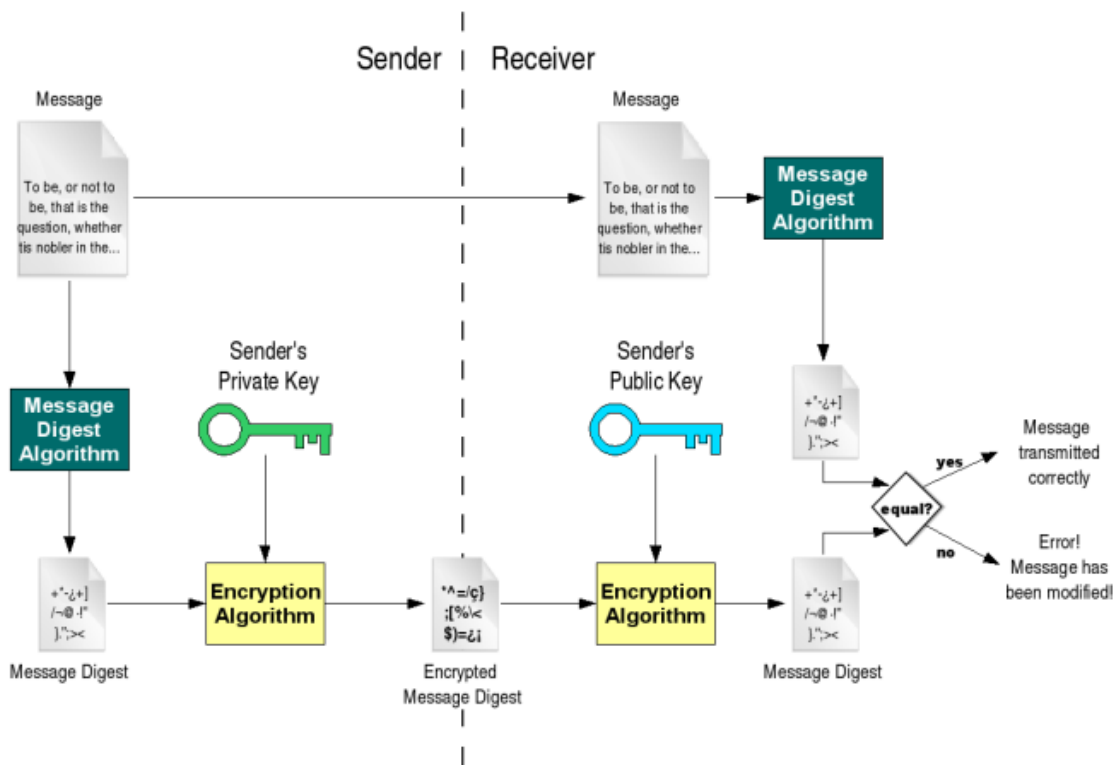 Sender
Receiver
Message
To be, or not to
be, that is the
question, whether
tis nobler in the...
Message
To be, or not to
be, that is the
question, whether
tis nobler in the...
Message
Digest
Algorithm
Sender's
Private Key
Sender's
Public Key
Message
Digest
Algorithm
+*-¿+]
/¬@·!"
}.";><
yes
Message
transmitted
correctly
equal?
no
Error!
Message has
been modified!
+*-¿+]
/¬@·!"
}.";><
Message Digest
Encryption
Algorithm
*^=/ç}
;[%\<
$)=¿¡
Encrypted
Message Digest
Encryption
Algorithm
+*-¿+]
/¬@·!"
}.";><
Message Digest